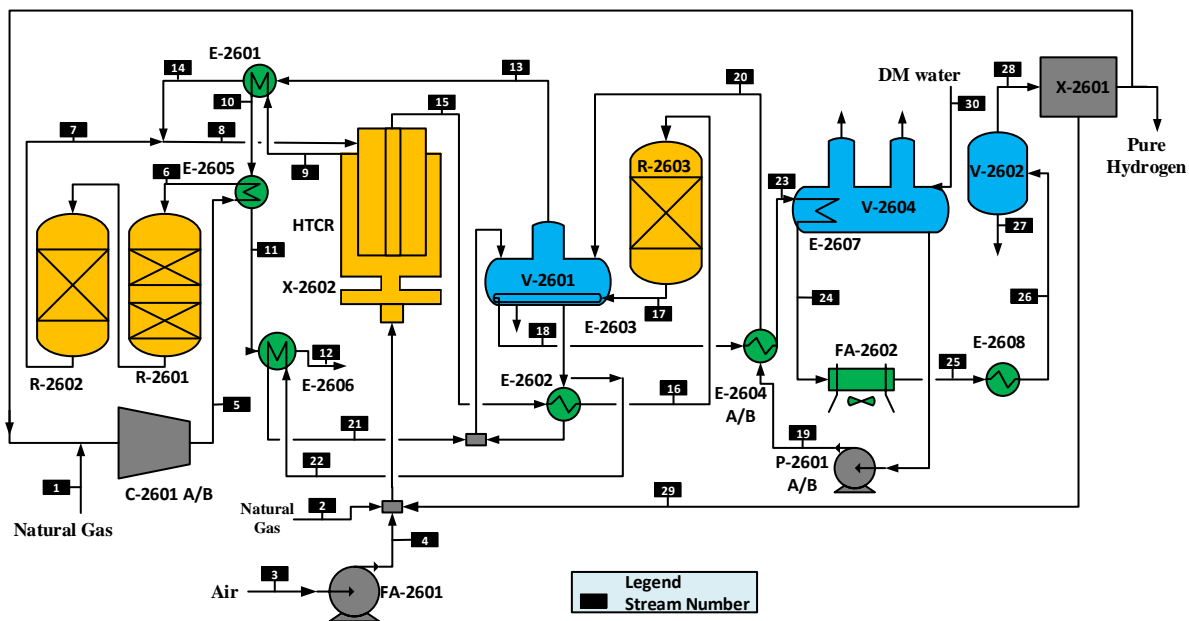 E-2601
14
13
20
28
DM water
X-2601
10
15
30
7
8
Pure
Hydrogen
E-2605
6
9
R-2603
V-2602
23
V-2604
HTCR
11
V-2601
E-2607
27
X-2602
17
24
26
18
E-2603
12
E-2606
FA-2602
E-2608
R-2602
R-2601
E-2602
25
5
16
E-2604
A/B
21
19
22
P-2601
A/B
1
C-2601 A/B
29
Natural Gas
2
Natural
Gas
4
Air
3
FA-2601
Legend
Stream Number